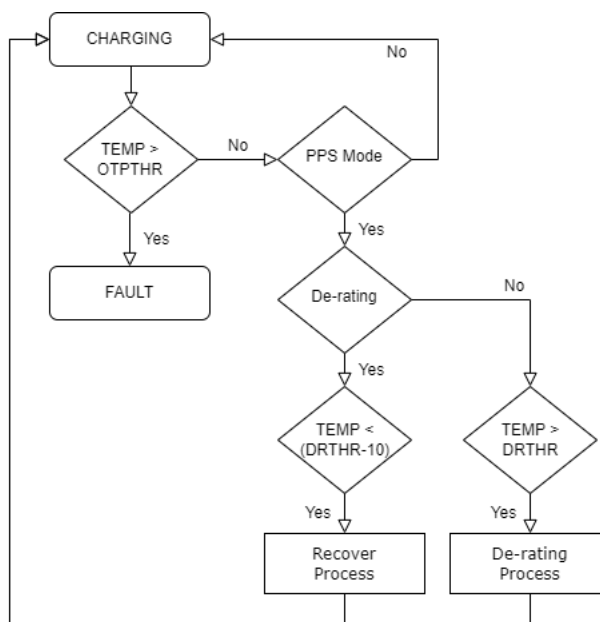 CHARGING
No
TEMP >
OTPTHR
No
PPS Mode
Yes
Yes
FAULT
De-rating
No
Yes
TEMP <
(DRTHR-10)
TEMP >
DRTHR
Yes
Yes
Recover
Process
De-rating
Process